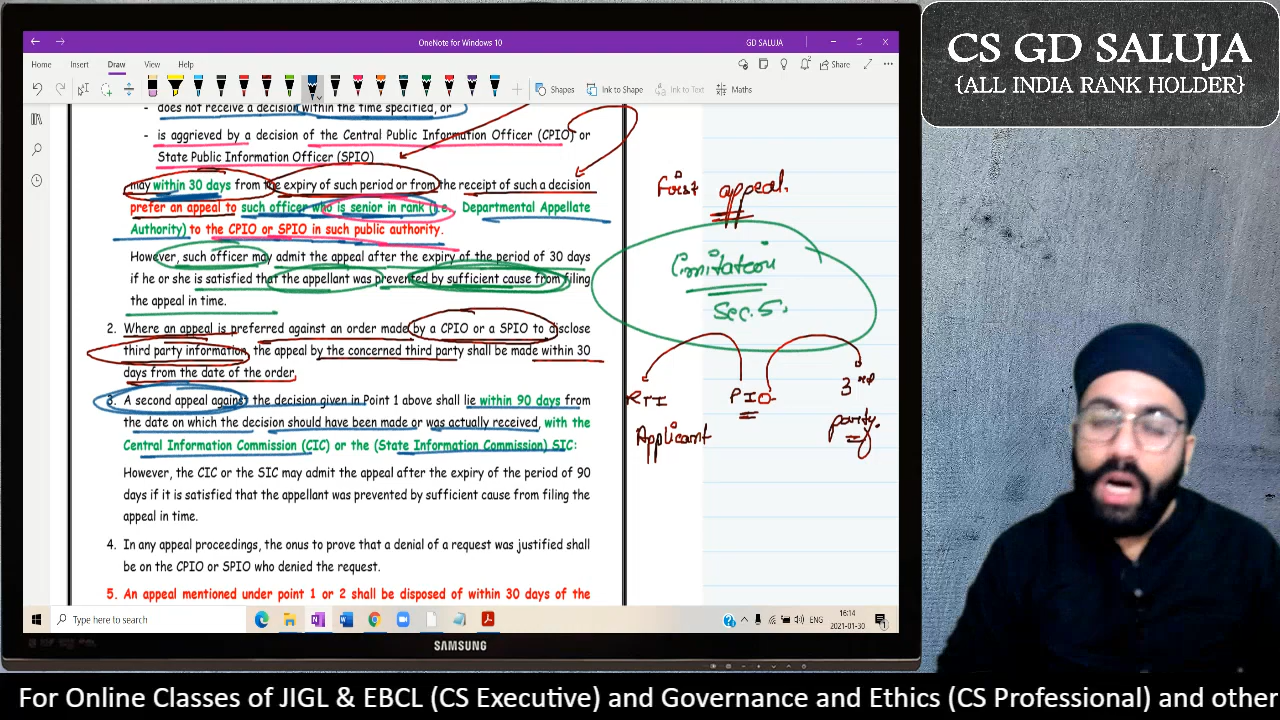 OneNote for Windows 10
GD SALUJA
Home
Insert
Draw
View
Help
Share
Shapes
Ink to Shape
Ink to Text
Maths
- does not receive a decision within the time specified, or
- is aggrieved by a decision of the Central Public Information Officer (CPIO) or
State Public Information Officer (SPIO)
may within 30 days from the expiry of such period or from the receipt of such a decision
prefer an appeal to such officer who is senior in rank (i.e. Departmental Appellate
Authority) to the CPIO or SPIO in such public authority.
However, such officer may admit the appeal after the expiry of the period of 30 days
if he or she is satisfied that the appellant was prevented by sufficient cause from filing
the appeal in time.
2. Where an appeal is preferred against an order made by a CPIO or a SPIO to disclose
third party information, the appeal by the concerned third party shall be made within 30
days from the date of the order.
3. A second appeal against the decision given in Point 1 above shall lie within 90 days from
the date on which the decision should have been made or was actually received, with the
Central Information Commission (CIC) or the (State Information Commission) SIC:
However, the CIC or the SIC may admit the appeal after the expiry of the period of 90
days if it is satisfied that the appellant was prevented by sufficient cause from filing the
appeal in time.
4. In any appeal proceedings, the onus to prove that a denial of a request was justified shall
be on the CPIO or SPIO who denied the request.
5. An appeal mentioned under point 1 or 2 shall be disposed of within 30 days of the
First appeal.
Limitation
Sec. 5.
RTI
Applicant
PIO
3rd
party.
Type here to search
ENG
16:14
2021-01-30
SAMSUNG
CS GD SALUJA
{ALL INDIA RANK HOLDER}
For Online Classes of JIGL & EBCL (CS Executive) and Governance and Ethics (CS Professional) and other